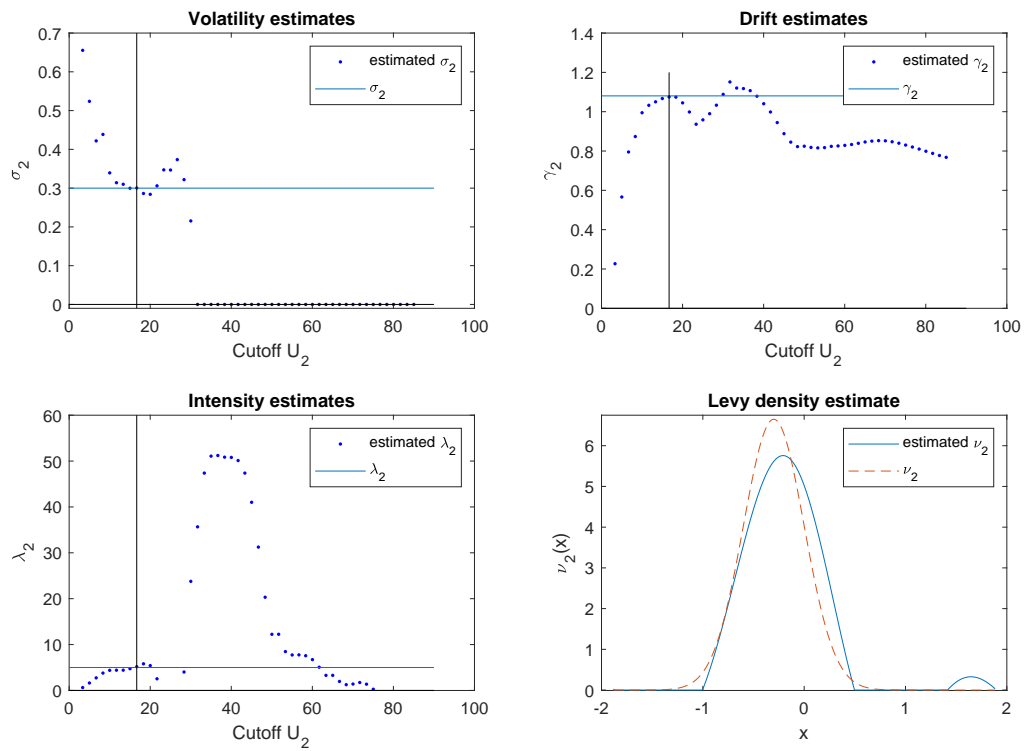 Volatility estimates
0.7
0.6
0.5
0.4
0.3
0.2
0.1
0
σ2
0 20 40 60 80 100
Cutoff U2
estimated σ2
σ2
Drift estimates
1.4
1.2
1
0.8
0.6
0.4
0.2
0
γ2
0 20 40 60 80 100
Cutoff U2
estimated γ2
γ2
Intensity estimates
60
50
40
30
20
10
0
λ2
0 20 40 60 80 100
Cutoff U2
estimated λ2
λ2
Levy density estimate
6
5
4
3
2
1
0
ν2(x)
-2 -1 0 1 2
x
estimated ν2
ν2